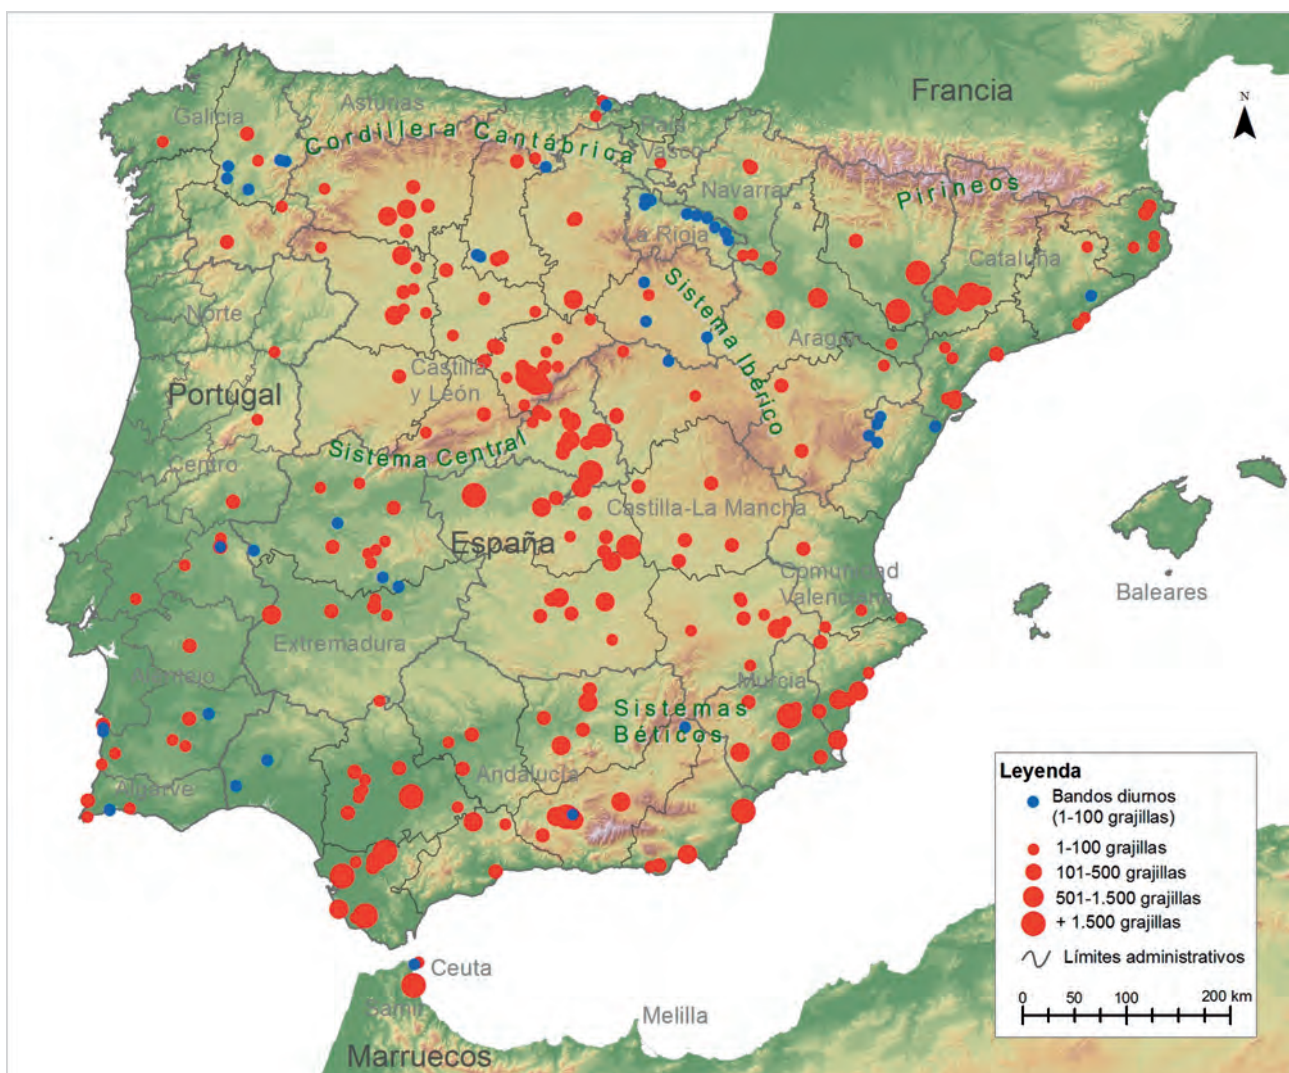 Francia
N
Galicia
Asturias
Cordillera Cantábrica
País
Vasco
Navarra
Pirineos
La Rioja
Cataluña
Sistema Ibérico
Norte
Aragón
Castilla
y León
Portugal
Sistema Central
Centro
Castilla-La Mancha
España
Comunidad
Valenciana
Baleares
Extremadura
Alentejo
Murcia
Sistemas
Béticos
Andalucía
Algarve
Ceuta
Melilla
Marruecos
Leyenda
Bandos diurnos
(1-100 grajillas)
1-100 grajillas
101-500 grajillas
501-1.500 grajillas
+ 1.500 grajillas
Límites administrativos
0 50 100 200 km